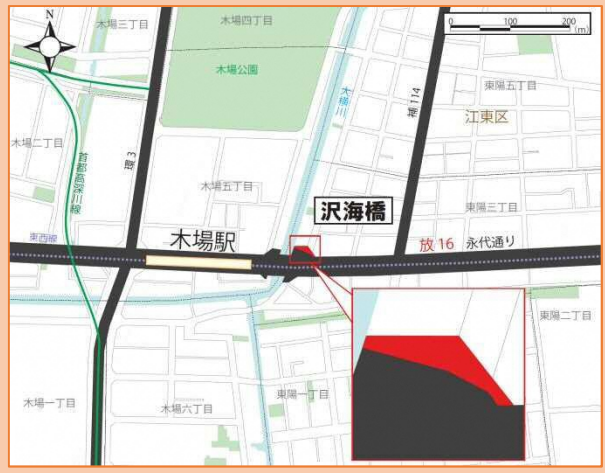 N
木場三丁目
木場四丁目
0 100 200
(m)
木場公園
大横川
補114
東陽五丁目
江東区
木場二丁目
首都高深川線
環3
木場五丁目
東陽三丁目
沢海橋
東西線
木場駅
放16 永代通り
東陽二丁目
木場一丁目
木場六丁目
東陽一丁目